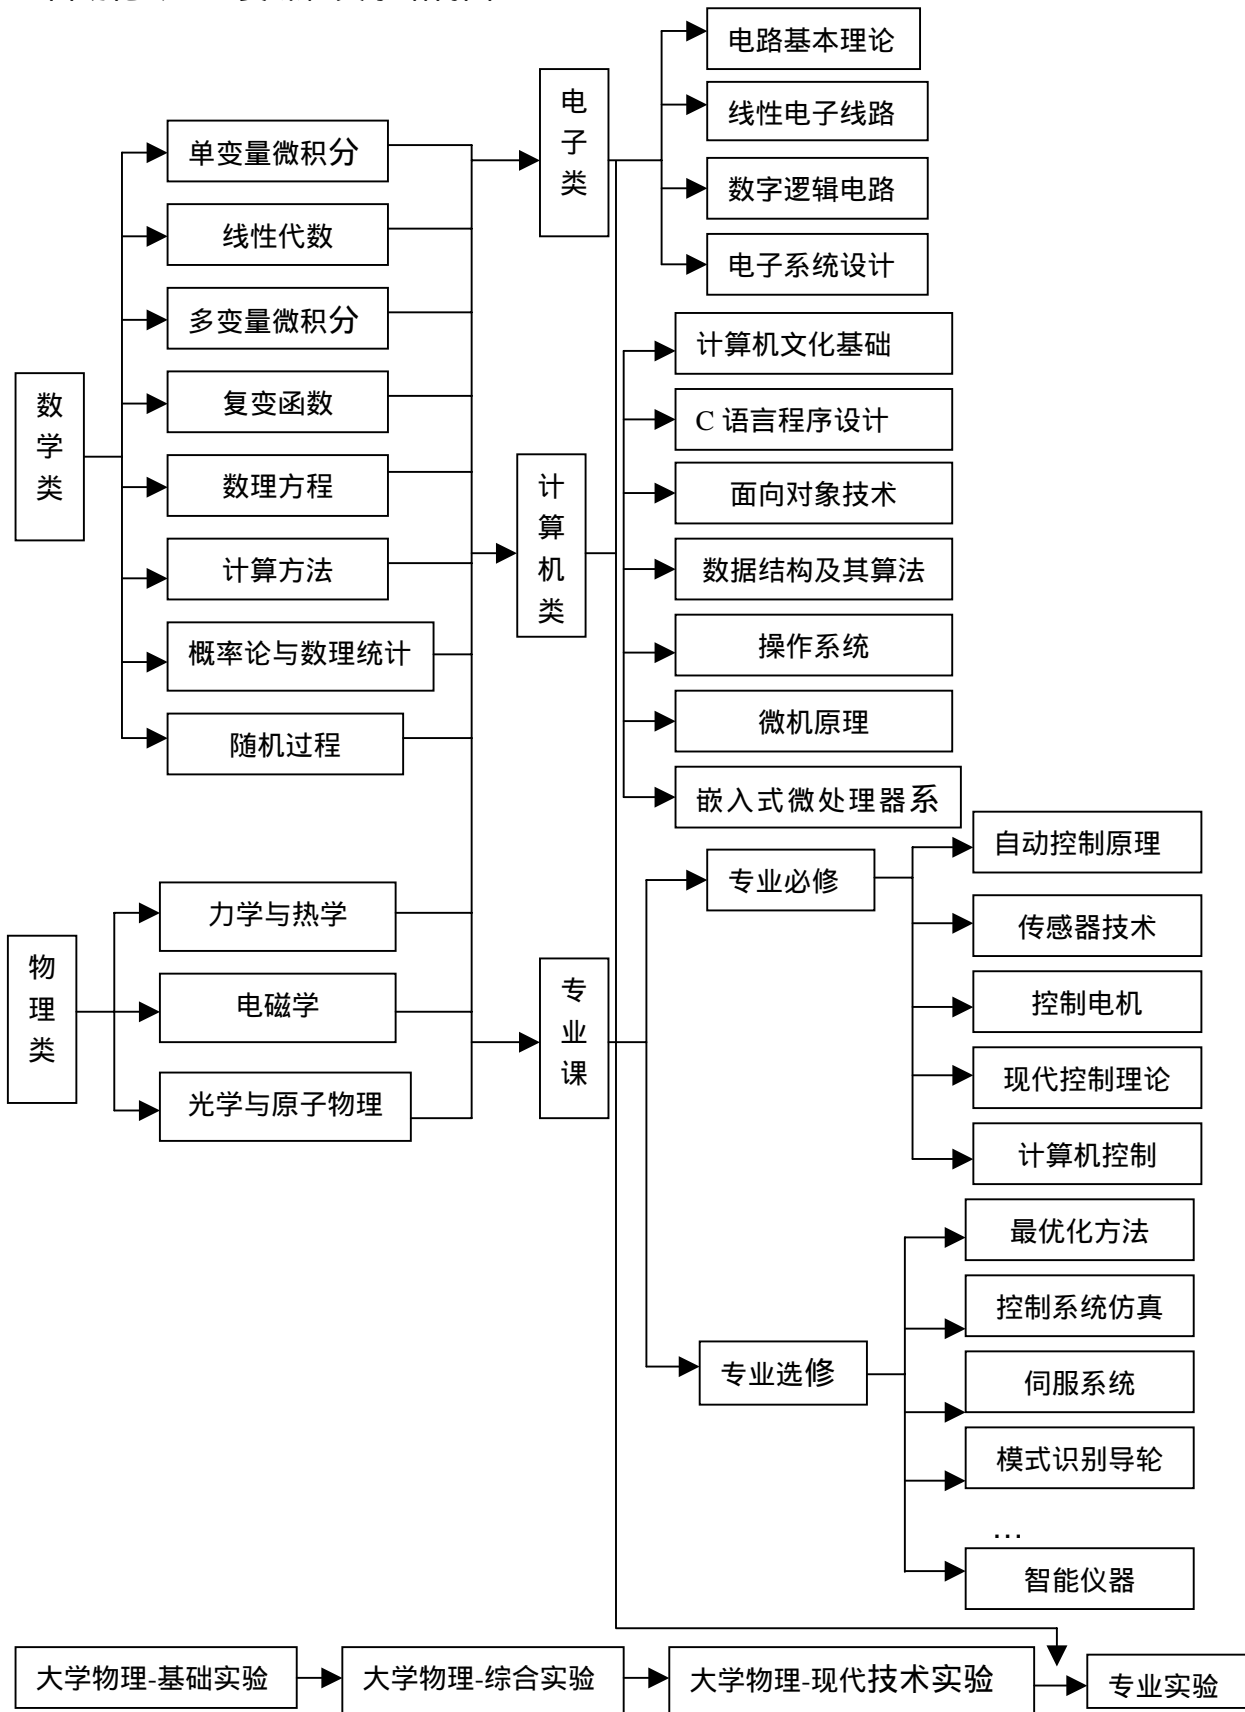 数学类
单变量微积分
线性代数
多变量微积分
复变函数
数理方程
计算方法
概率论与数理统计
随机过程
物理类
力学与热学
电磁学
光学与原子物理
电子类
电路基本理论
线性电子线路
数字逻辑电路
电子系统设计
计算机类
计算机文化基础
C 语言程序设计
面向对象技术
数据结构及其算法
操作系统
微机原理
嵌入式微处理器系
专业课
专业必修
自动控制原理
传感器技术
控制电机
现代控制理论
计算机控制
专业选修
最优化方法
控制系统仿真
伺服系统
模式识别导轮
…
智能仪器
大学物理-基础实验
大学物理-综合实验
大学物理-现代技术实验
专业实验